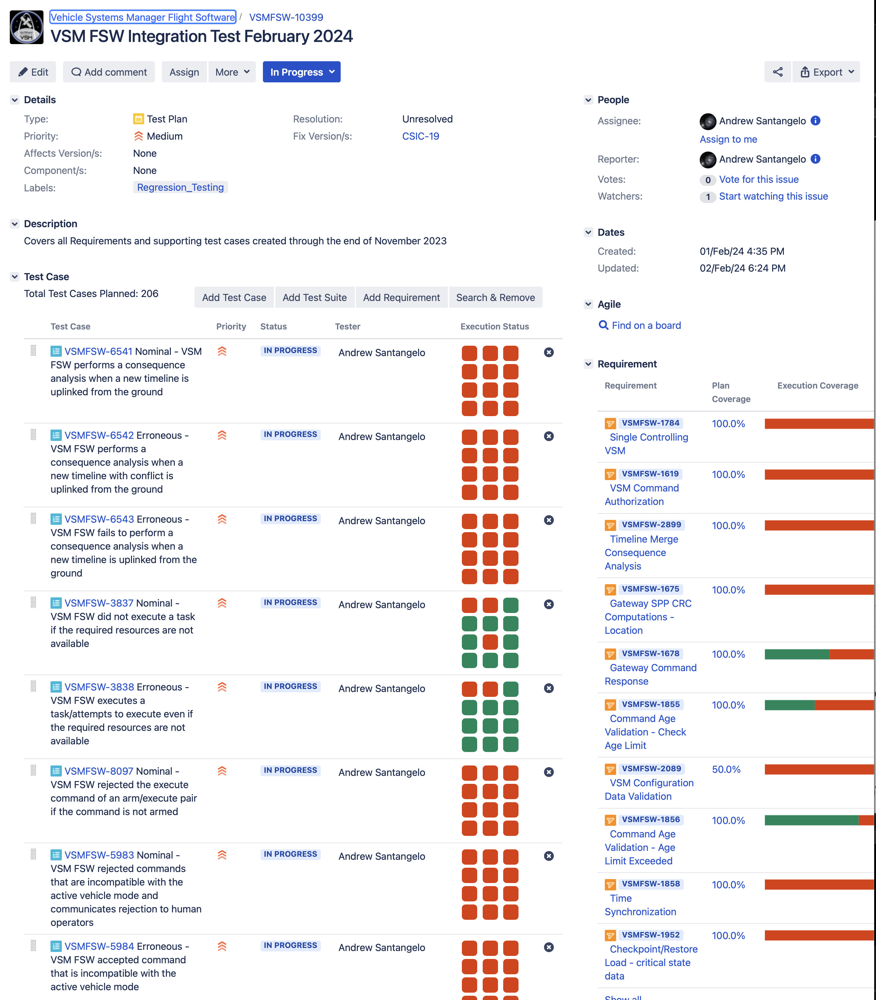 Vehicle Systems Manager Flight Software / VSMFSW-10399
VSM FSW Integration Test February 2024
GATEWAY
VSM
Edit
Add comment
Assign
More
In Progress
Export
Details
Type: Test Plan
Resolution: Unresolved
Priority: Medium
Fix Version/s: CSIC-19
Affects Version/s: None
Component/s: None
Labels: Regression_Testing
Description
Covers all Requirements and supporting test cases created through the end of November 2023
Test Case
Total Test Cases Planned: 206
Add Test Case
Add Test Suite
Add Requirement
Search & Remove
Test Case Priority Status Tester Execution Status
VSMFSW-6541 Nominal - VSM
FSW performs a consequence
analysis when a new timeline is
uplinked from the ground
IN PROGRESS
Andrew Santangelo
VSMFSW-6542 Erroneous -
VSM FSW performs a
consequence analysis when a
new timeline with conflict is
uplinked from the ground
IN PROGRESS
Andrew Santangelo
VSMFSW-6543 Erroneous -
VSM FSW fails to perform a
consequence analysis when a
new timeline is uplinked from the
ground
IN PROGRESS
Andrew Santangelo
VSMFSW-3837 Nominal -
VSM FSW did not execute a task
if the required resources are not
available
IN PROGRESS
Andrew Santangelo
VSMFSW-3838 Erroneous -
VSM FSW executes a
task/attempts to execute even if
the required resources are not
available
IN PROGRESS
Andrew Santangelo
VSMFSW-8097 Nominal -
VSM FSW rejected the execute
command of an arm/execute pair
if the command is not armed
IN PROGRESS
Andrew Santangelo
VSMFSW-5983 Nominal -
VSM FSW rejected commands
that are incompatible with the
active vehicle mode and
communicates rejection to human
operators
IN PROGRESS
Andrew Santangelo
VSMFSW-5984 Erroneous -
VSM FSW accepted command
that is incompatible with the
active vehicle mode
IN PROGRESS
Andrew Santangelo
People
Assignee: Andrew Santangelo
Assign to me
Reporter: Andrew Santangelo
Votes: 0 Vote for this issue
Watchers: 1 Start watching this issue
Dates
Created: 01/Feb/24 4:35 PM
Updated: 02/Feb/24 6:24 PM
Agile
Find on a board
Requirement
Requirement
Plan
Coverage
Execution Coverage
VSMFSW-1784
Single Controlling
VSM
100.0%
VSMFSW-1619
VSM Command
Authorization
100.0%
VSMFSW-2899
Timeline Merge
Consequence
Analysis
100.0%
VSMFSW-1675
Gateway SPP CRC
Computations -
Location
100.0%
VSMFSW-1678
Gateway Command
Response
100.0%
VSMFSW-1855
Command Age
Validation - Check
Age Limit
100.0%
VSMFSW-2089
VSM Configuration
Data Validation
50.0%
VSMFSW-1856
Command Age
Validation - Age
Limit Exceeded
100.0%
VSMFSW-1858
Time
Synchronization
100.0%
VSMFSW-1952
Checkpoint/Restore
Load - critical state
data
100.0%
Show all